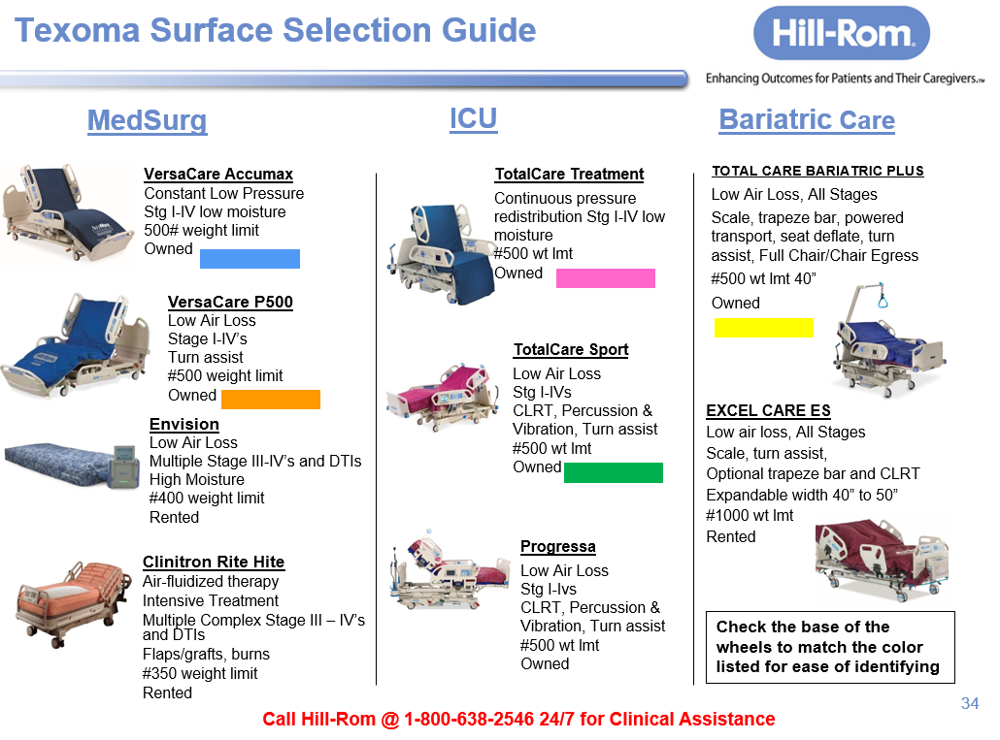 Texoma Surface Selection Guide
Hill-Rom®
Enhancing Outcomes for Patients and Their Caregivers.™
MedSurg
VersaCare Accumax
Constant Low Pressure
Stg I-IV low moisture
500# weight limit
Owned
VersaCare P500
Low Air Loss
Stage I-IV’s
Turn assist
#500 weight limit
Owned
Envision
Low Air Loss
Multiple Stage III-IV’s and DTIs
High Moisture
#400 weight limit
Rented
Clinitron Rite Hite
Air-fluidized therapy
Intensive Treatment
Multiple Complex Stage III – IV’s
and DTIs
Flaps/grafts, burns
#350 weight limit
Rented
ICU
TotalCare Treatment
Continuous pressure
redistribution Stg I-IV low
moisture
#500 wt lmt
Owned
TotalCare Sport
Low Air Loss
Stg I-IVs
CLRT, Percussion &
Vibration, Turn assist
#500 wt lmt
Owned
Progressa
Low Air Loss
Stg I-Ivs
CLRT, Percussion &
Vibration, Turn assist
#500 wt lmt
Owned
Bariatric Care
TOTAL CARE BARIATRIC PLUS
Low Air Loss, All Stages
Scale, trapeze bar, powered
transport, seat deflate, turn
assist, Full Chair/Chair Egress
#500 wt lmt 40”
Owned
EXCEL CARE ES
Low air loss, All Stages
Scale, turn assist,
Optional trapeze bar and CLRT
Expandable width 40” to 50”
#1000 wt lmt
Rented
Check the base of the
wheels to match the color
listed for ease of identifying
34
Call Hill-Rom @ 1-800-638-2546 24/7 for Clinical Assistance